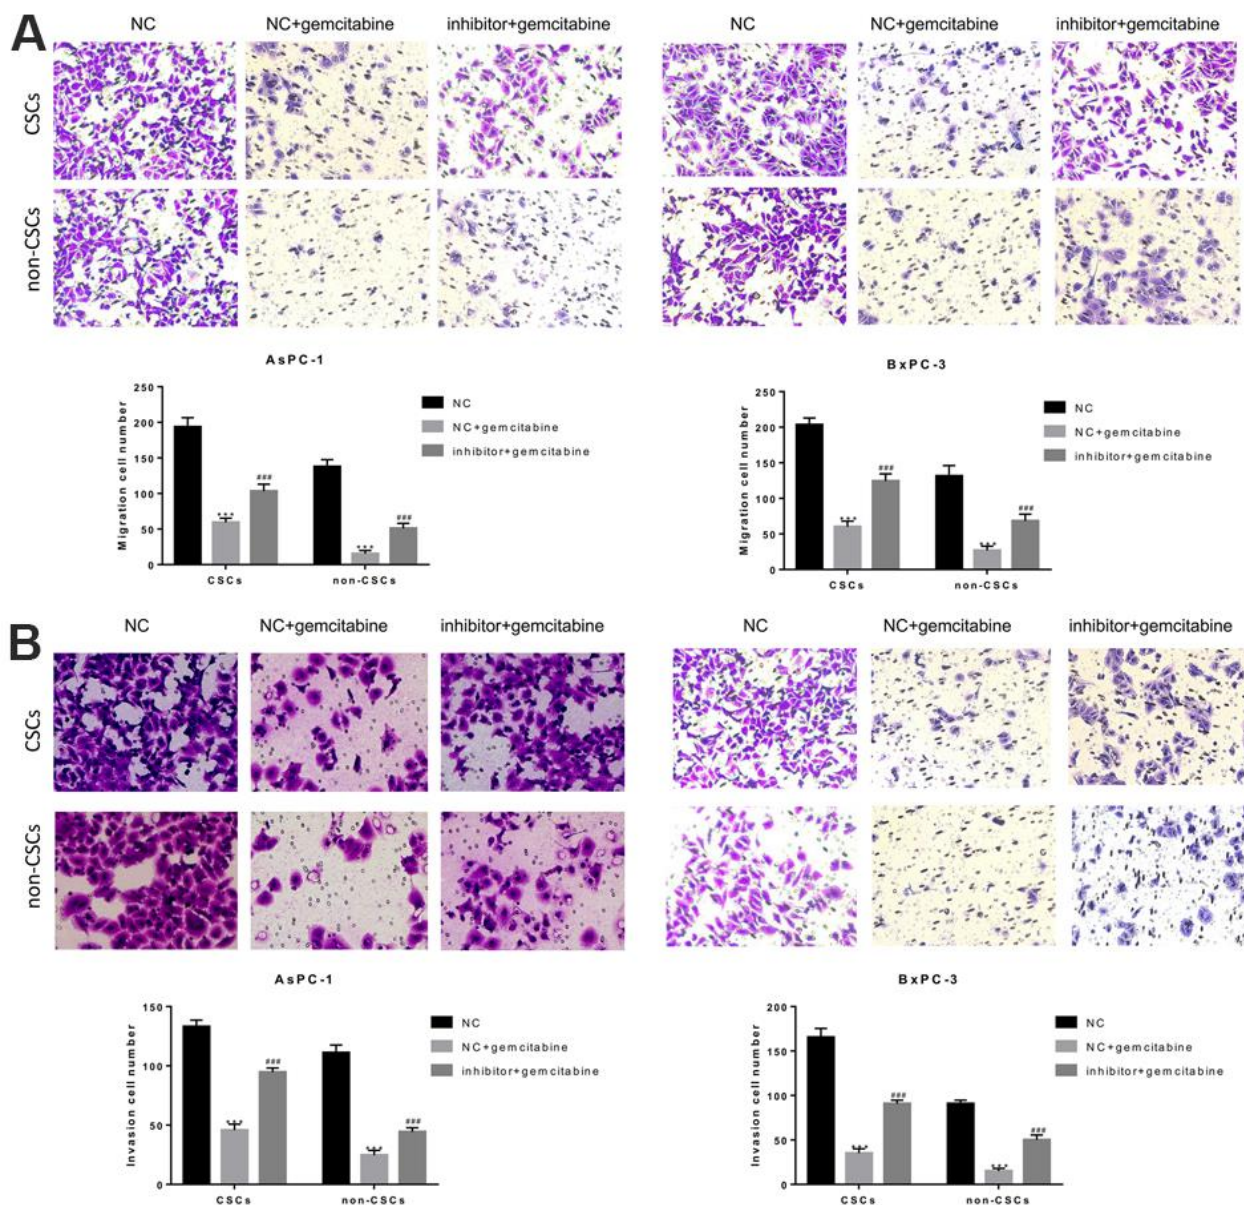 A
NC NC+gemcitabine inhibitor+gemcitabine NC NC+gemcitabine inhibitor+gemcitabine
CSCs
non-CSCs
AsPC-1
Migration cell number
250
200
150
100
50
0
***
###
***
###
CSCs non-CSCs
NC
NC+gemcitabine
inhibitor+gemcitabine
BxPC-3
Migration cell number
250
200
150
100
50
0
***
###
***
###
CSCs non-CSCs
NC
NC+gemcitabine
inhibitor+gemcitabine
B
NC NC+gemcitabine inhibitor+gemcitabine NC NC+gemcitabine inhibitor+gemcitabine
CSCs
non-CSCs
AsPC-1
Invasion cell number
150
100
50
0
***
###
***
###
CSCs non-CSCs
NC
NC+gemcitabine
inhibitor+gemcitabine
BxPC-3
Invasion cell number
200
150
100
50
0
***
###
***
###
CSCs non-CSCs
NC
NC+gemcitabine
inhibitor+gemcitabine